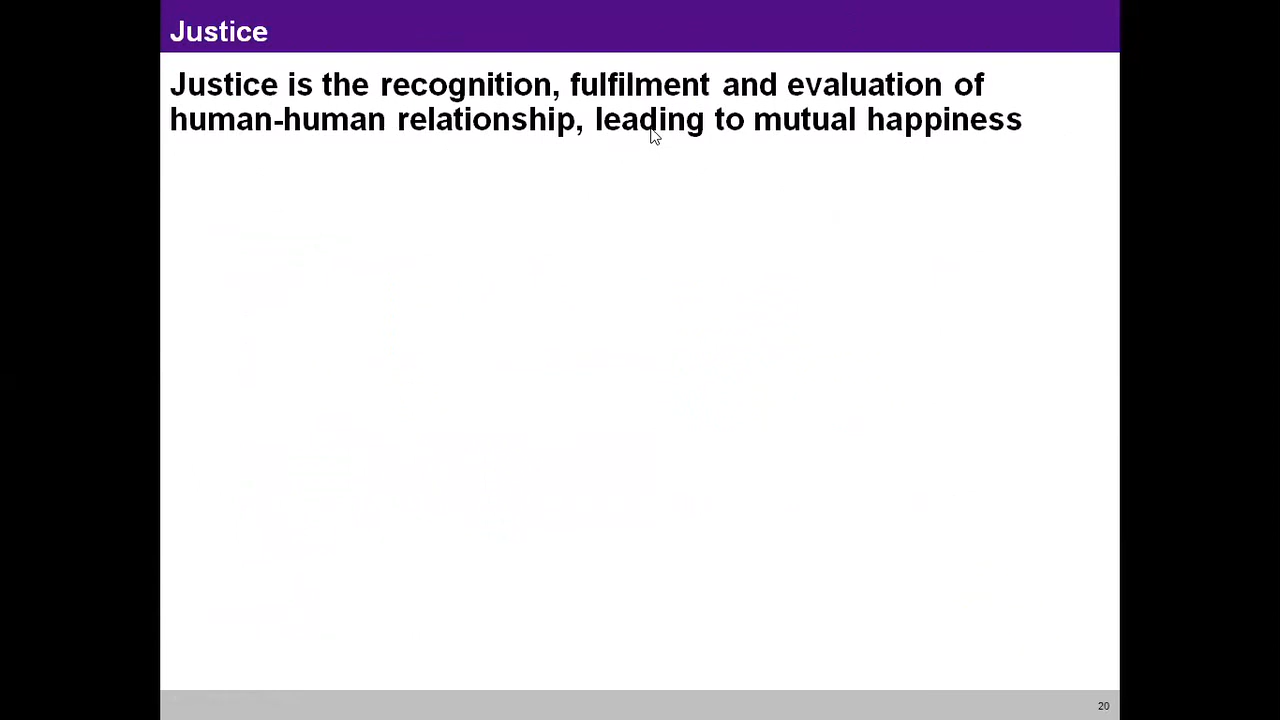 Justice
Justice is the recognition, fulfilment and evaluation of
human-human relationship, leading to mutual happiness
20